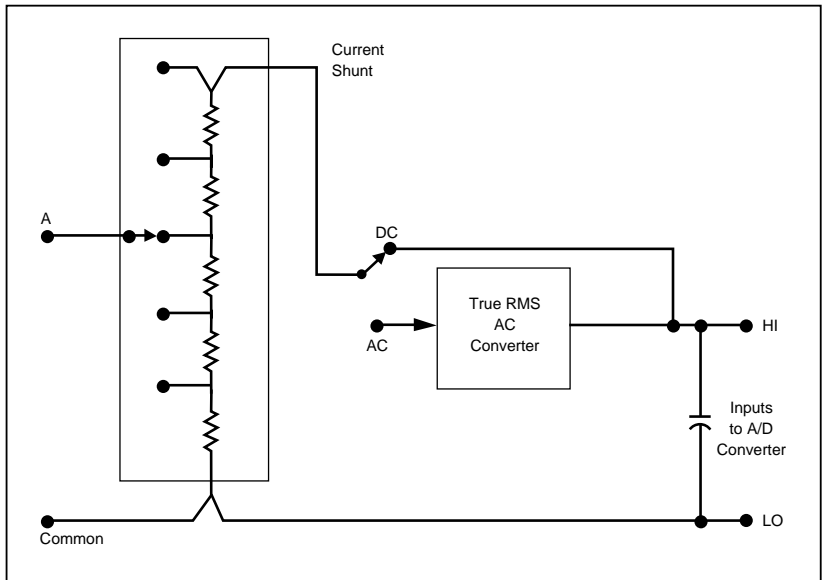 Current
Shunt
A
DC
True RMS
AC
Converter
AC
HI
Inputs
to A/D
Converter
LO
Common